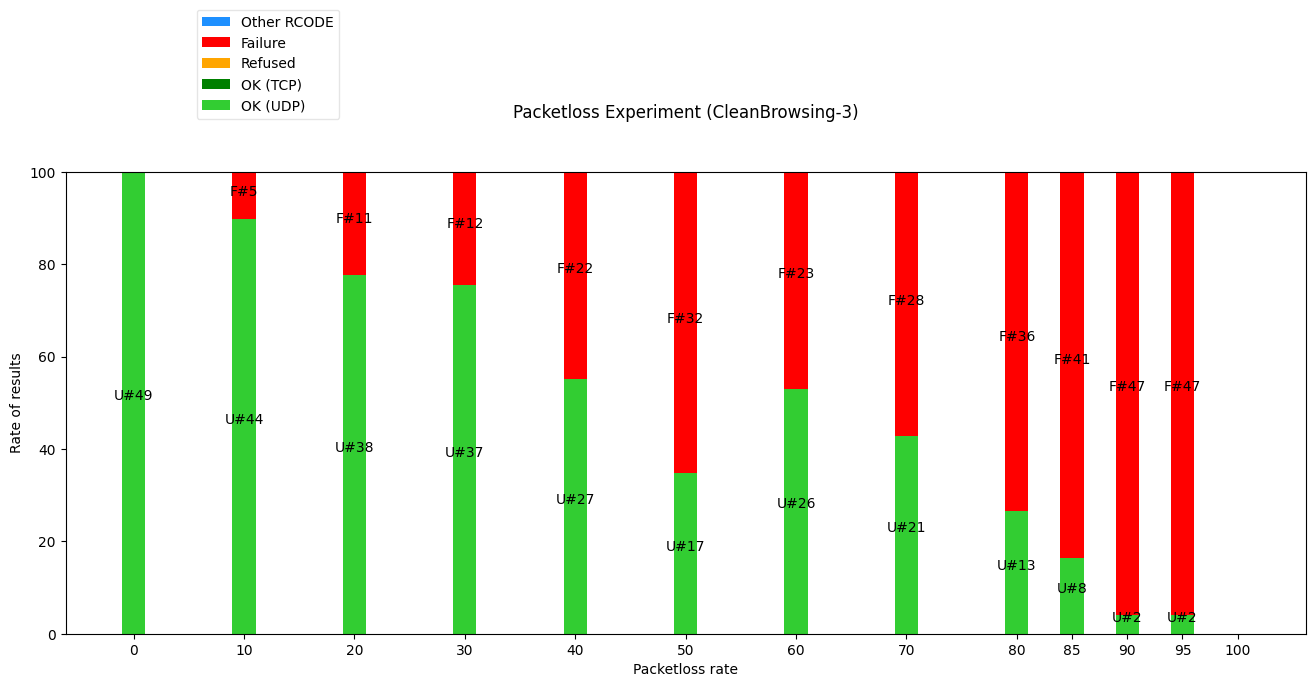 Other RCODE
Failure
Refused
OK (TCP)
OK (UDP)
Packetloss Experiment (CleanBrowsing-3)
Rate of results
100
80
60
40
20
0
F#5
F#11
F#12
F#22
F#32
F#23
F#28
F#36
F#41
F#47
F#47
U#49
U#44
U#38
U#37
U#27
U#17
U#26
U#21
U#13
U#8
U#2
U#2
0 10 20 30 40 50 60 70 80 85 90 95 100
Packetloss rate